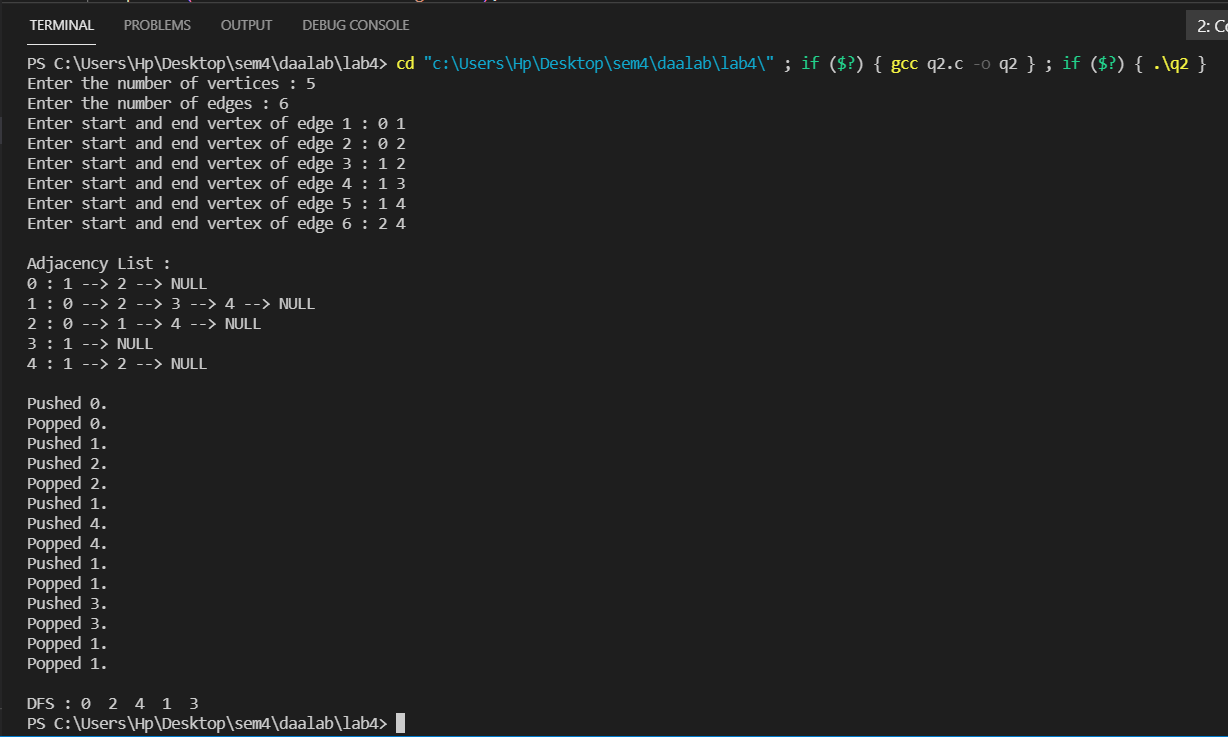 TERMINAL PROBLEMS OUTPUT DEBUG CONSOLE 2:
PS C:\Users\Hp\Desktop\sem4\daalab\lab4> cd "c:\Users\Hp\Desktop\sem4\daalab\lab4\" ; if ($?) { gcc q2.c -o q2 } ; if ($?) { .\q2 }
Enter the number of vertices : 5
Enter the number of edges : 6
Enter start and end vertex of edge 1 : 0 1
Enter start and end vertex of edge 2 : 0 2
Enter start and end vertex of edge 3 : 1 2
Enter start and end vertex of edge 4 : 1 3
Enter start and end vertex of edge 5 : 1 4
Enter start and end vertex of edge 6 : 2 4
Adjacency List :
0 : 1 --> 2 --> NULL
1 : 0 --> 2 --> 3 --> 4 --> NULL
2 : 0 --> 1 --> 4 --> NULL
3 : 1 --> NULL
4 : 1 --> 2 --> NULL
Pushed 0.
Popped 0.
Pushed 1.
Pushed 2.
Popped 2.
Pushed 1.
Pushed 4.
Popped 4.
Pushed 1.
Popped 1.
Pushed 3.
Popped 3.
Popped 1.
Popped 1.
DFS : 0 2 4 1 3
PS C:\Users\Hp\Desktop\sem4\daalab\lab4>